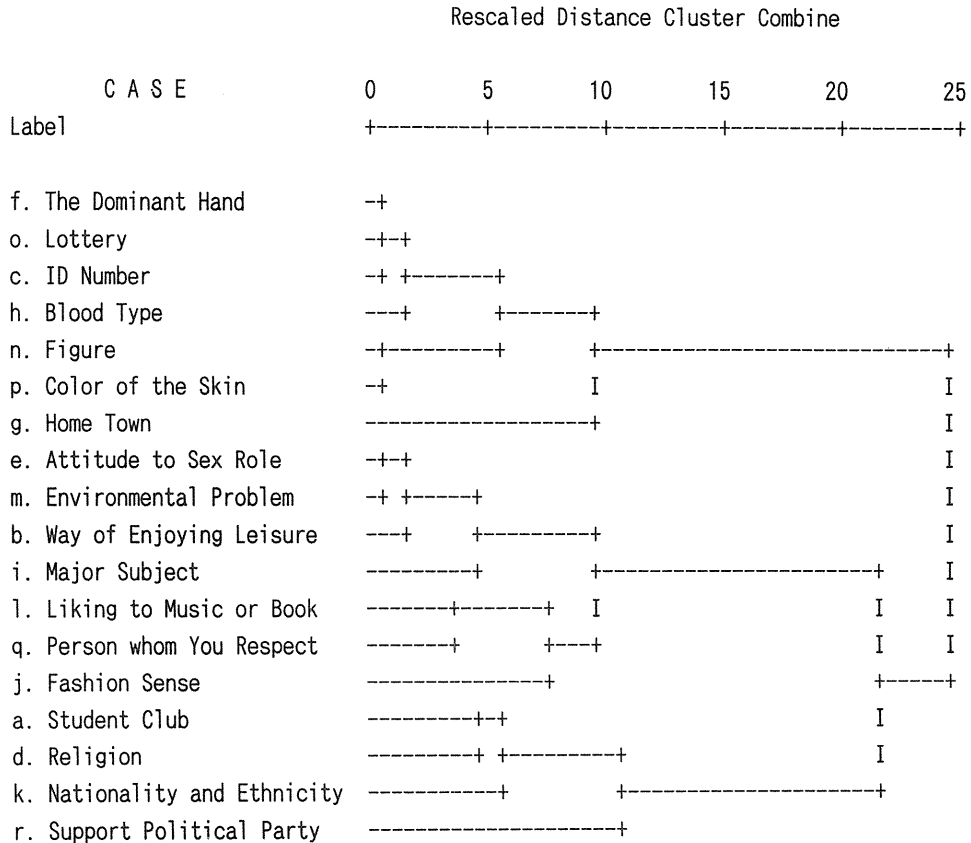 Rescaled Distance Cluster Combine
C A S E 0 5 10 15 20 25
Label +---------+---------+---------+---------+---------+
f. The Dominant Hand -+
o. Lottery -+-+
c. ID Number -+ +-------+
h. Blood Type ---+ +-------+
n. Figure -+---------+ +-----------------------------+
p. Color of the Skin -+ I I
g. Home Town -------------------+ I
e. Attitude to Sex Role -+-+ I
m. Environmental Problem -+ +-----+ I
b. Way of Enjoying Leisure ---+ +---------+ I
i. Major Subject ---------+ +-----------------------+ I
l. Liking to Music or Book -------+-------+ I I I
q. Person whom You Respect -------+ +---+ I I
j. Fashion Sense ---------------+ +-----+
a. Student Club ---------+-+ I
d. Religion ---------+ +---------+ I
k. Nationality and Ethnicity -----------+ +---------------------+
r. Support Political Party ---------------------+